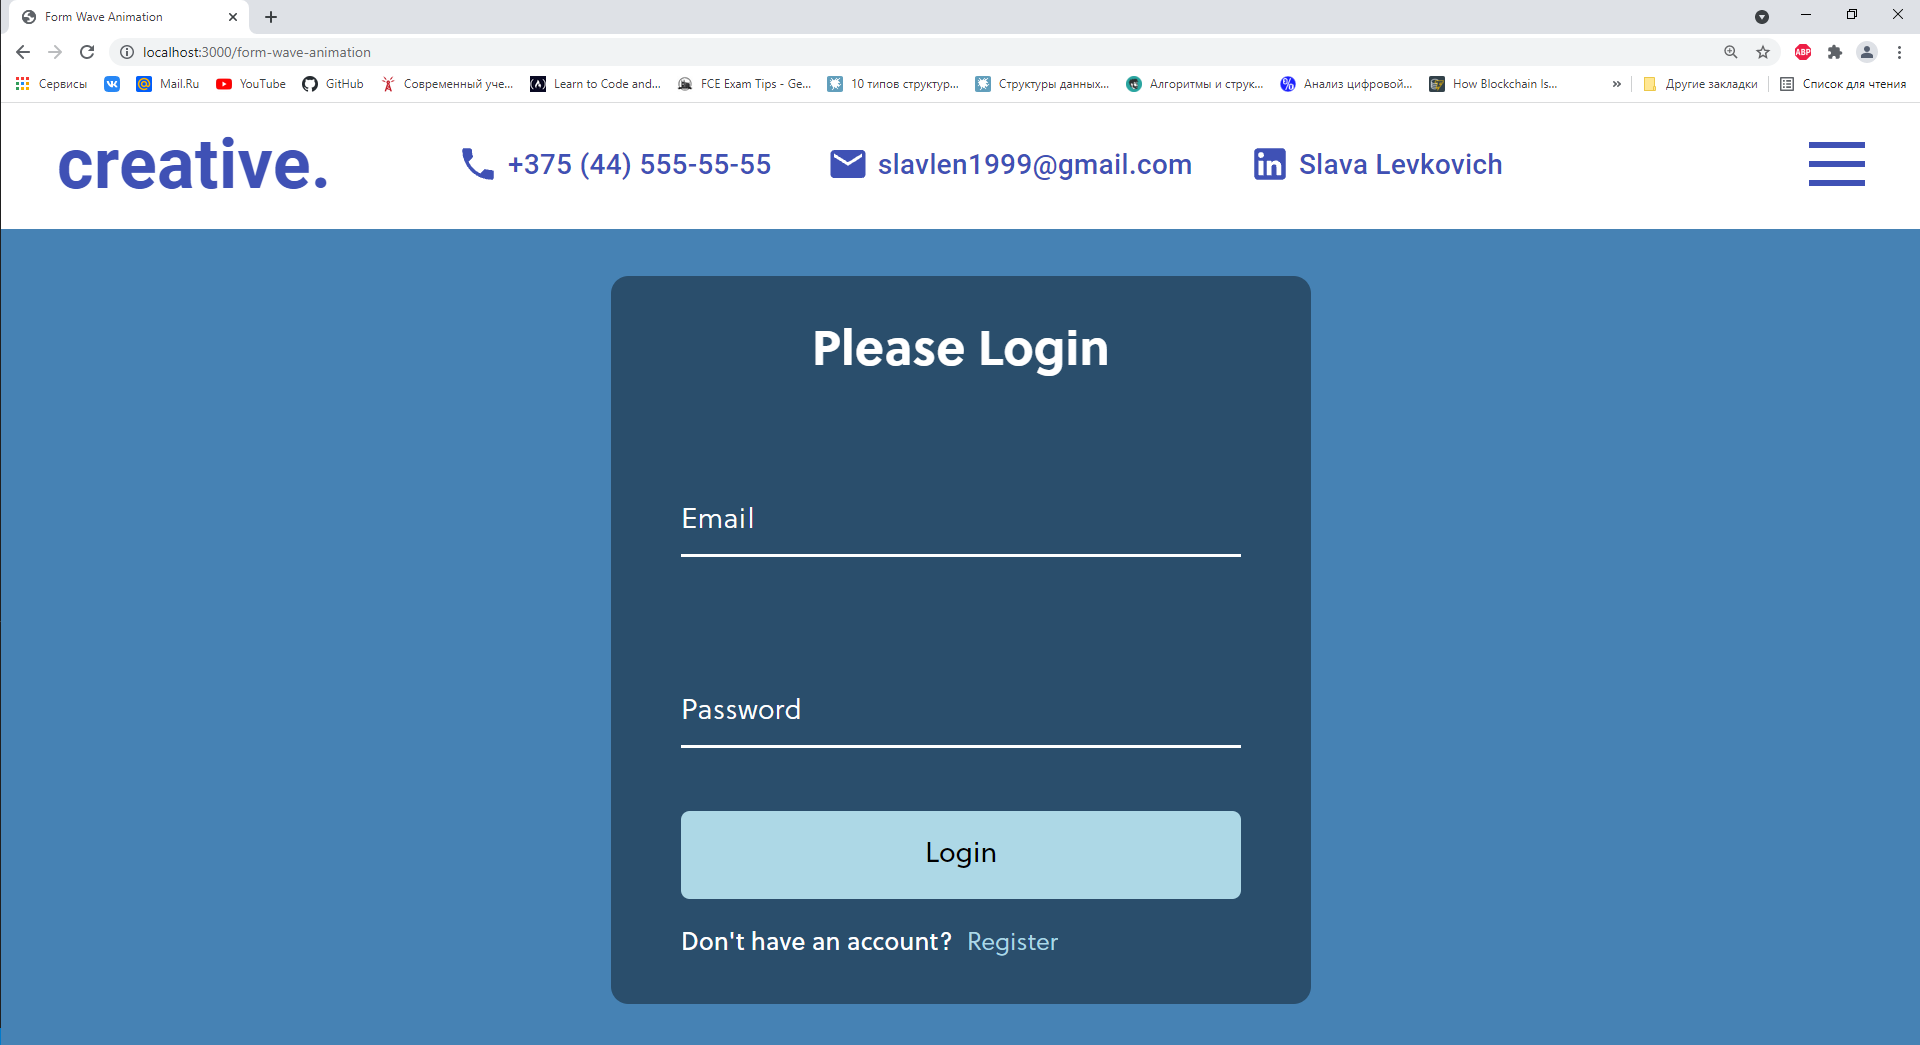 Form Wave Animation
localhost:3000/form-wave-animation
Сервисы Mail.Ru YouTube GitHub Современный уче... Learn to Code and... FCE Exam Tips - Ge... 10 типов структур... Структуры данных... Алгоритмы и струк... Анализ цифровой... How Blockchain Is... » Другие закладки Список для чтения
creative. +375 (44) 555-55-55 slavlen1999@gmail.com in Slava Levkovich
Please Login
Email
Password
Login
Don't have an account? Register